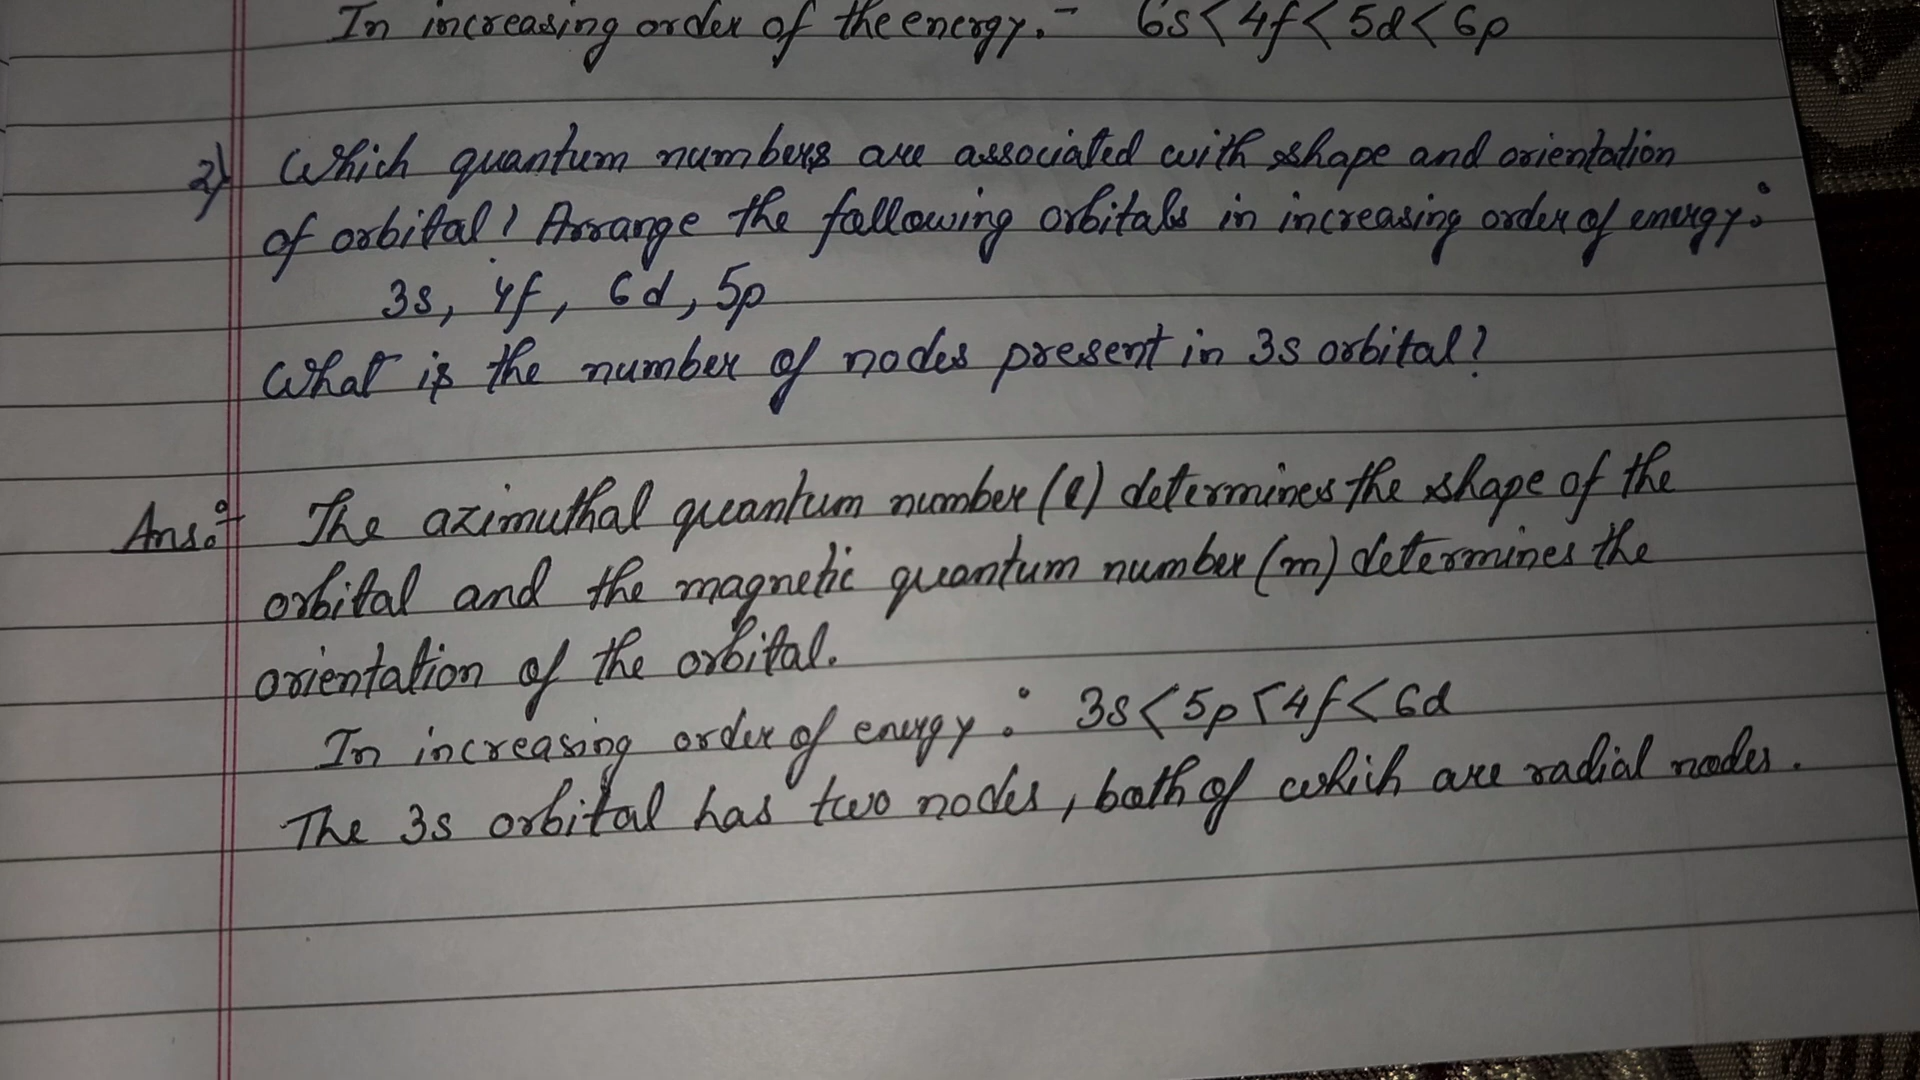 In increasing order of the energy.- 6s < 4f < 5d < 6p
2) Which quantum numbers are associated with shape and orientation
of orbital? Arrange the following orbitals in increasing order of energy:
3s, 4f, 6d, 5p
What is the number of nodes present in 3s orbital?
Ans:- The azimuthal quantum number (l) determines the shape of the
orbital and the magnetic quantum number (m) determines the
orientation of the orbital.
In increasing order of energy: 3s < 5p < 4f < 6d
The 3s orbital has two nodes, both of which are radial nodes.